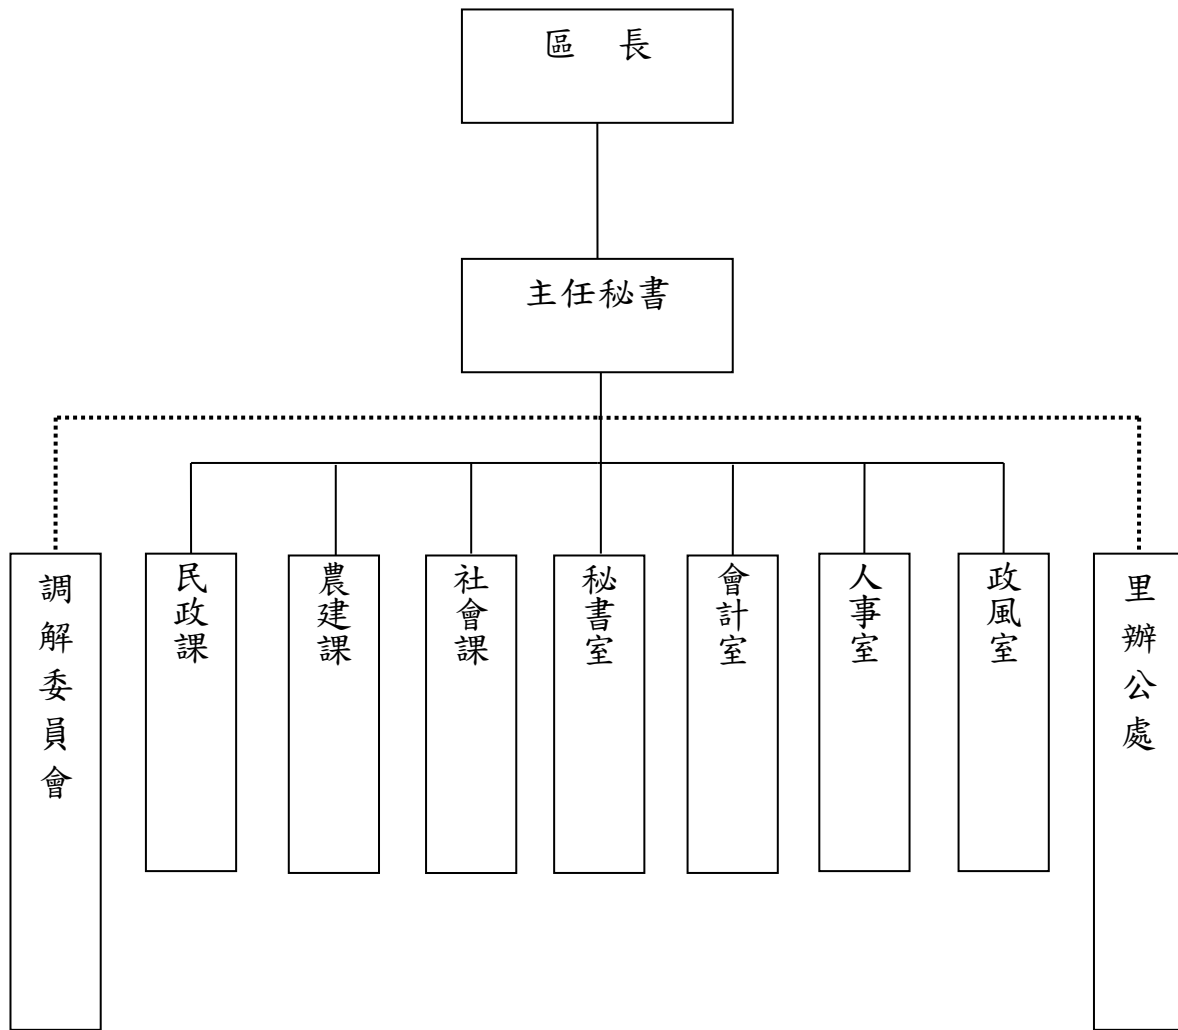 區 長
主任秘書
調解委員會
民政課
農建課
社會課
秘書室
會計室
人事室
政風室
里辦公處